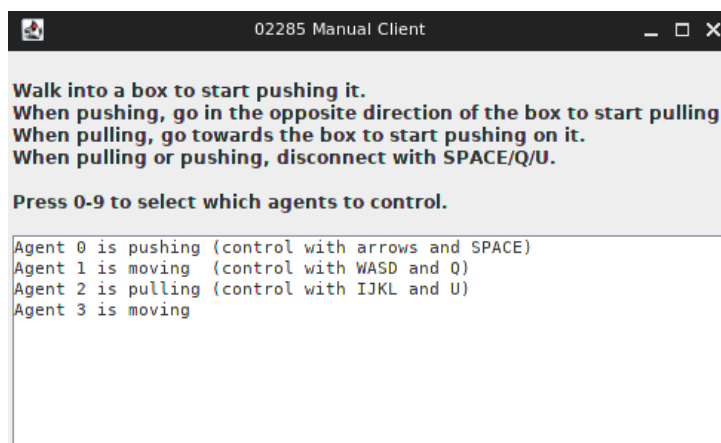 02285 Manual Client
Walk into a box to start pushing it.
When pushing, go in the opposite direction of the box to start pulling
When pulling, go towards the box to start pushing on it.
When pulling or pushing, disconnect with SPACE/Q/U.
Press 0-9 to select which agents to control.
Agent 0 is pushing (control with arrows and SPACE)
Agent 1 is moving  (control with WASD and Q)
Agent 2 is pulling (control with IJKL and U)
Agent 3 is moving